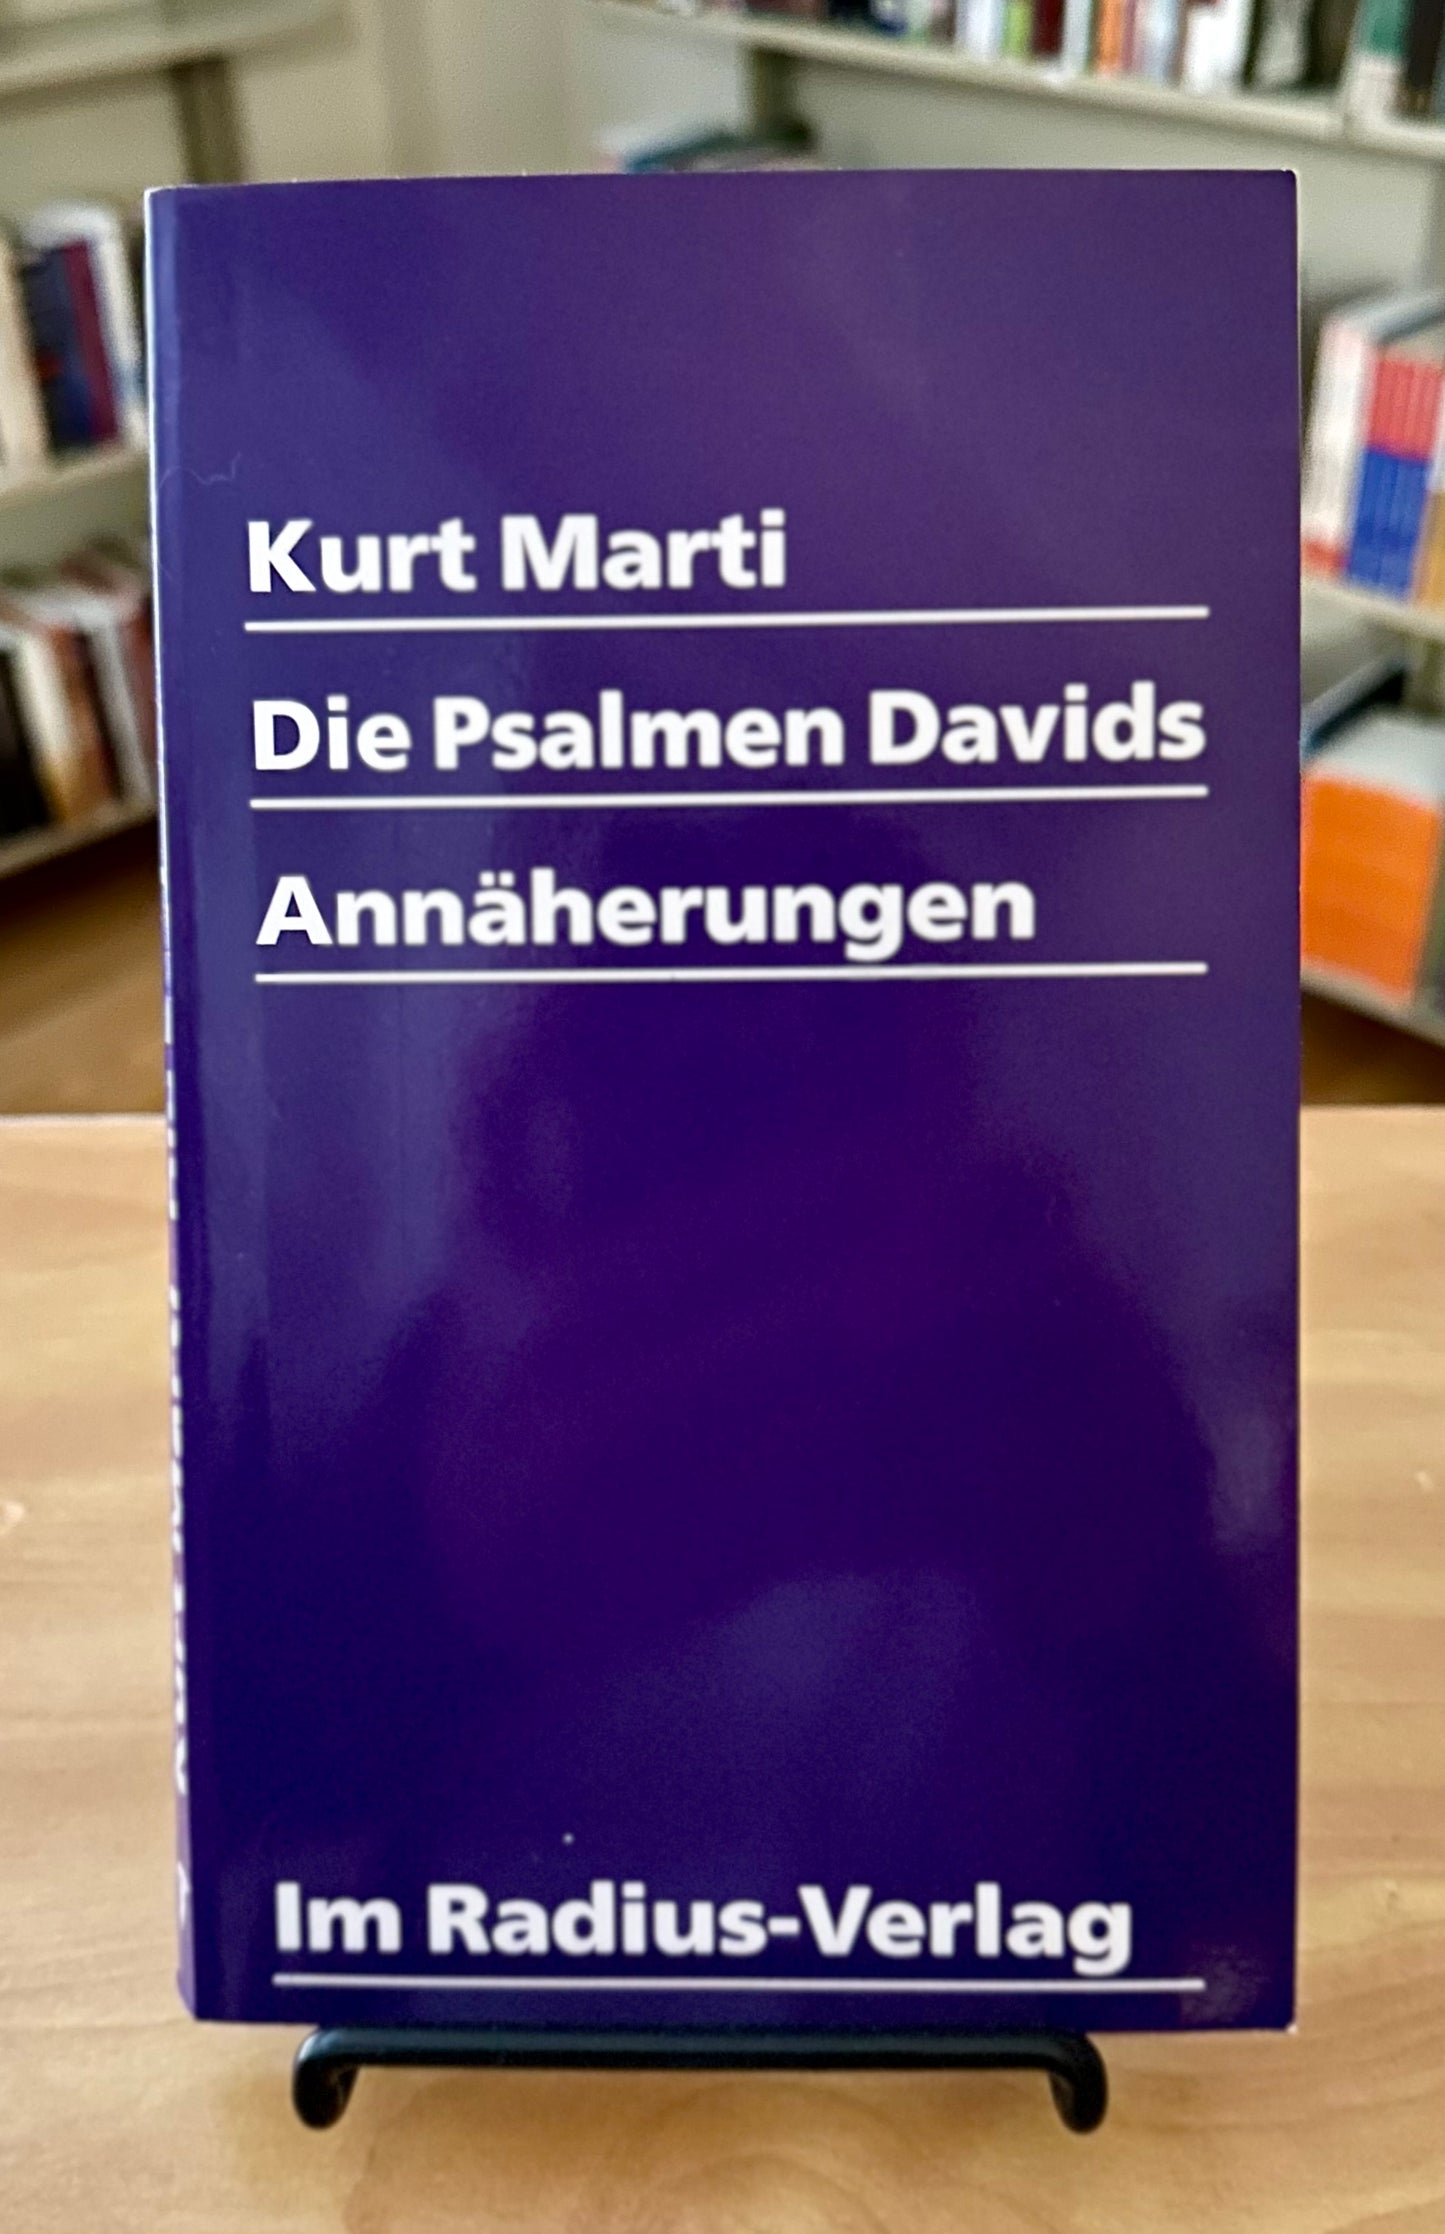 Kurt Marti
Die Psalmen Davids
Annäherungen
Im Radius-Verlag